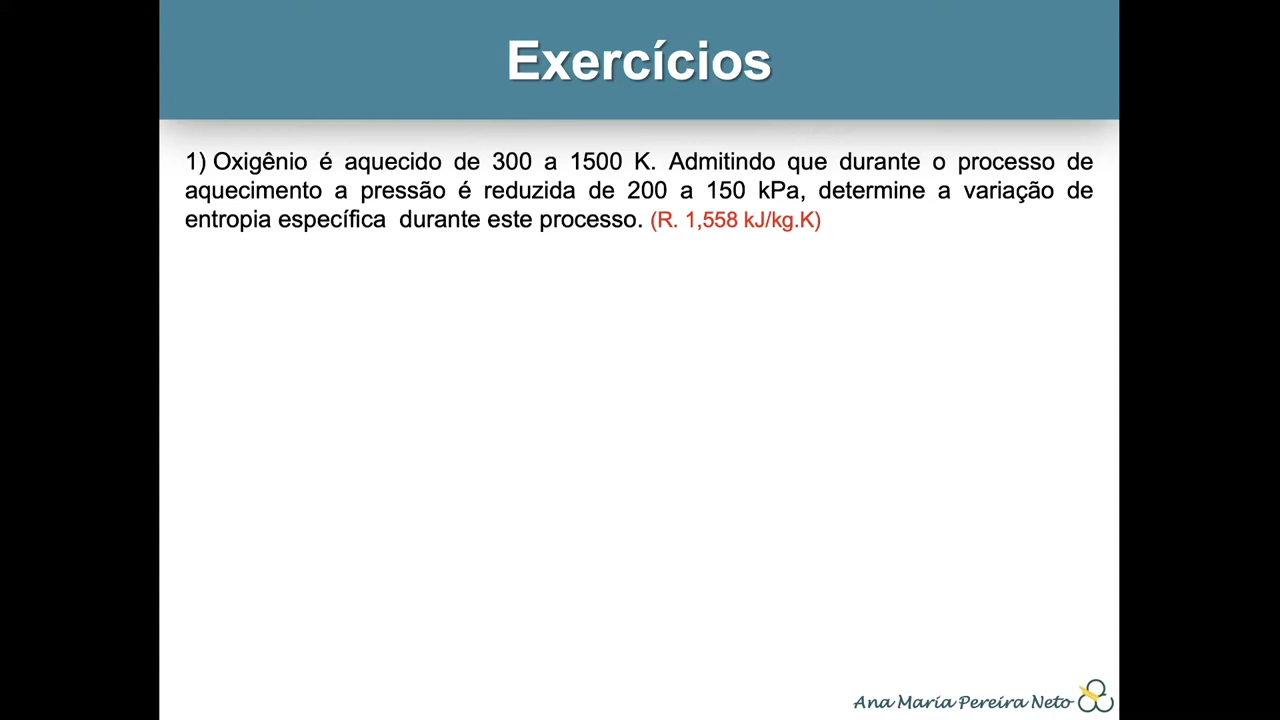 Exercícios
1) Oxigênio é aquecido de 300 a 1500 K. Admitindo que durante o processo de
aquecimento a pressão é reduzida de 200 a 150 kPa, determine a variação de
entropia específica durante este processo. (R. 1,558 kJ/kg.K)
Ana Maria Pereira Neto